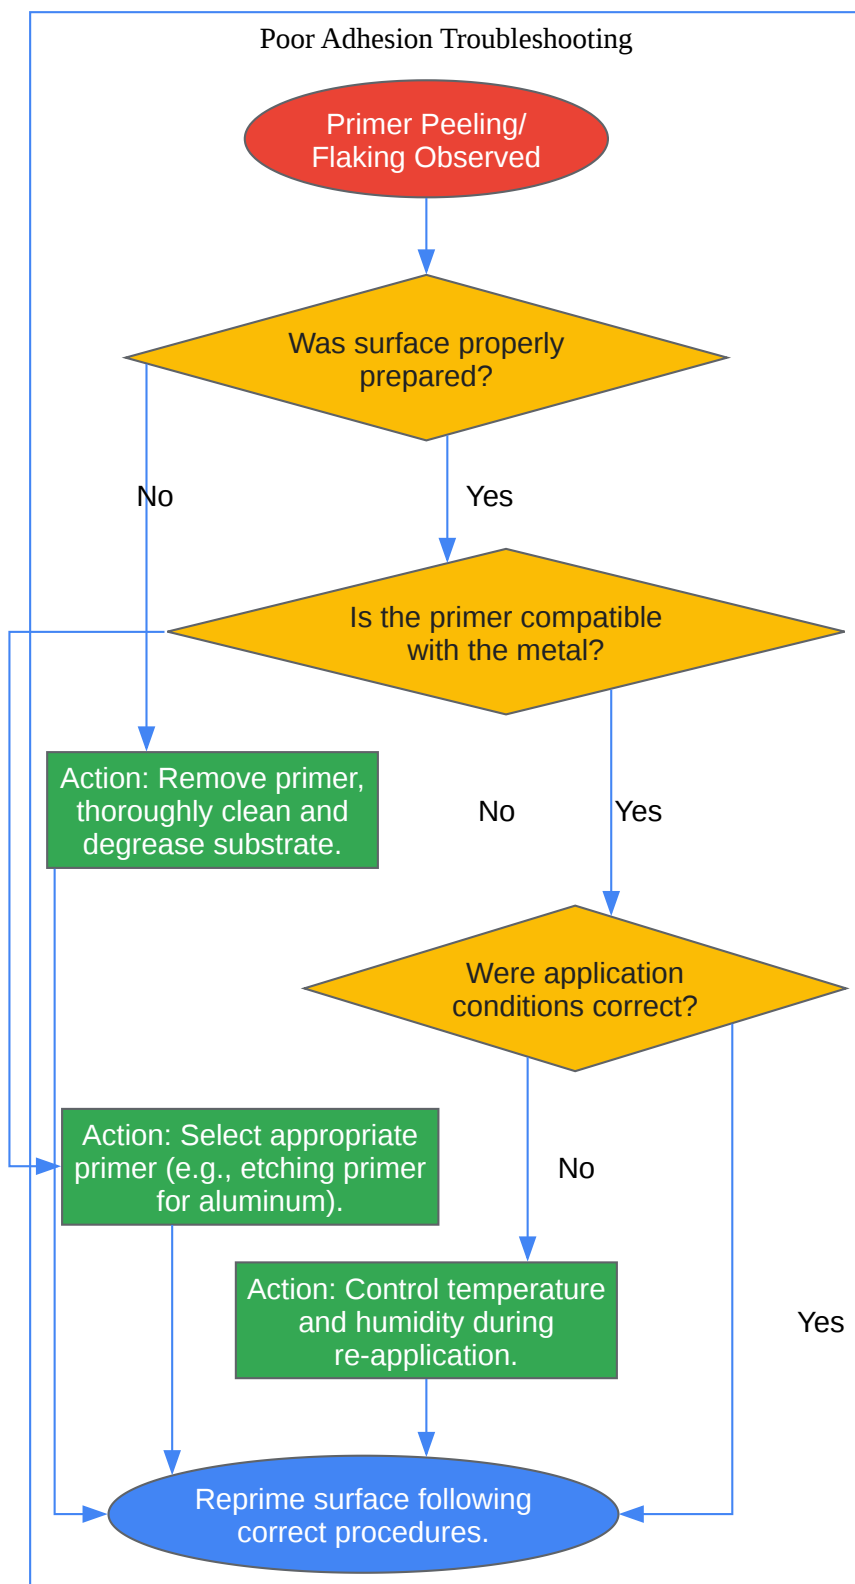 Poor Adhesion Troubleshooting
Primer Peeling/
Flaking Observed
Was surface properly
prepared?
No
Yes
Is the primer compatible
with the metal?
Action: Remove primer,
thoroughly clean and
degrease substrate.
No
Yes
Were application
conditions correct?
Action: Select appropriate
primer (e.g., etching primer
for aluminum).
No
Action: Control temperature
and humidity during
re-application.
Yes
Reprime surface following
correct procedures.